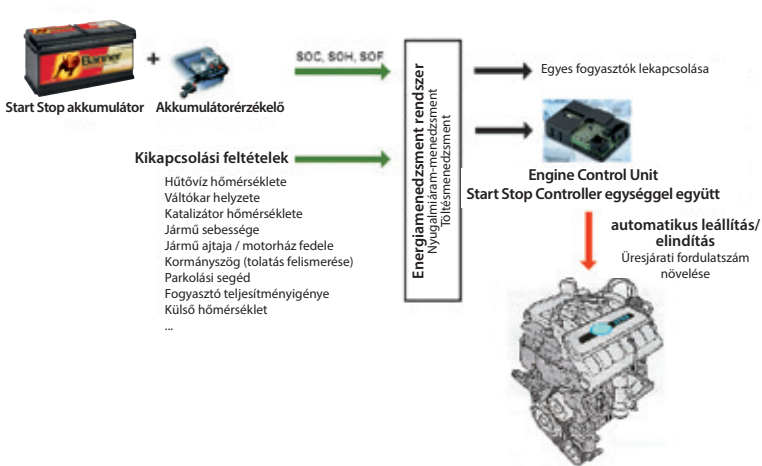 Banner
+
Start Stop akkumulátor
Akkumulátorérzékelő
SOC, SOH, SOF
Kikapcsolási feltételek
Hűtővíz hőmérséklete
Váltókar helyzete
Katalizátor hőmérséklete
Jármű sebessége
Jármű ajtaja / motorház fedele
Kormányszög (tolatás felismerése)
Parkolási segéd
Fogyasztó teljesítményigénye
Külső hőmérséklet
...
Energiamenedzsment rendszer
Nyugalmiáram-menedzsment
Töltésmenedzsment
Egyes fogyasztók lekapcsolása
Engine Control Unit
Start Stop Controller egységgel együtt
automatikus leállítás/
elindítás
Üresjárati fordulatszám
növelése